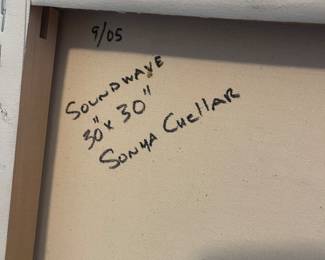 9/05
SOUNDWAVE
30" x 30"
SONYA CUELLAR